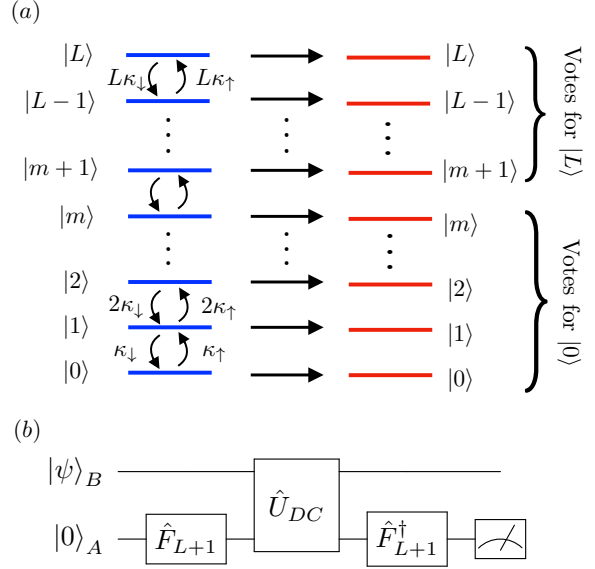 (a)
|L⟩ Lκ↓ Lκ↑ |L⟩
|L − 1⟩ |L − 1⟩
|m + 1⟩ |m + 1⟩
|m⟩ |m⟩
|2⟩ 2κ↓ 2κ↑ |2⟩
|1⟩ κ↓ κ↑ |1⟩
|0⟩ |0⟩
Votes for |L⟩
Votes for |0⟩
(b)
|ψ⟩_B
Û_DC
|0⟩_A F̂_{L+1} F̂†_{L+1}